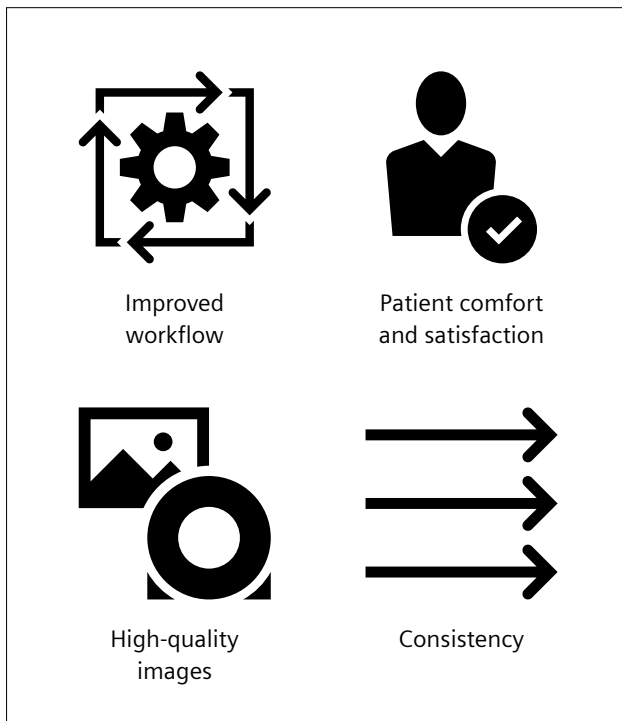 Improved
workflow
Patient comfort
and satisfaction
High-quality
images
Consistency